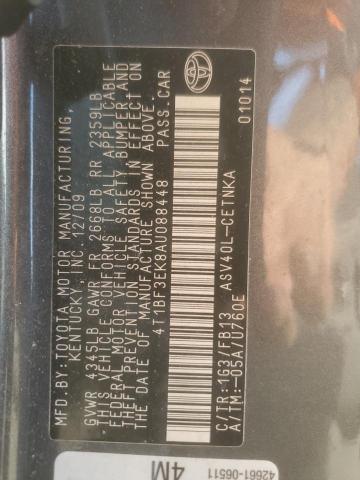 MFD.BY:TOYOTA MOTOR MANUFACTURING,
KENTUCKY, INC. 12/09
GVWR 4345LB GAWR FR 2688LB RR 2359LB
THIS VEHICLE CONFORMS TO ALL APPLICABLE
FEDERAL MOTOR VEHICLE SAFETY BUMPER AND
THEFT PREVENTION STANDARDS IN EFFECT ON
THE DATE OF MANUFACTURE SHOWN ABOVE.
4T1BF3EK8AU088448 PASS.CAR
C/TR:1G3/FB13 ASV40L-CETNKA
A/TM:-05A/U760E 01014
TOYOTA
42661-06511
4M